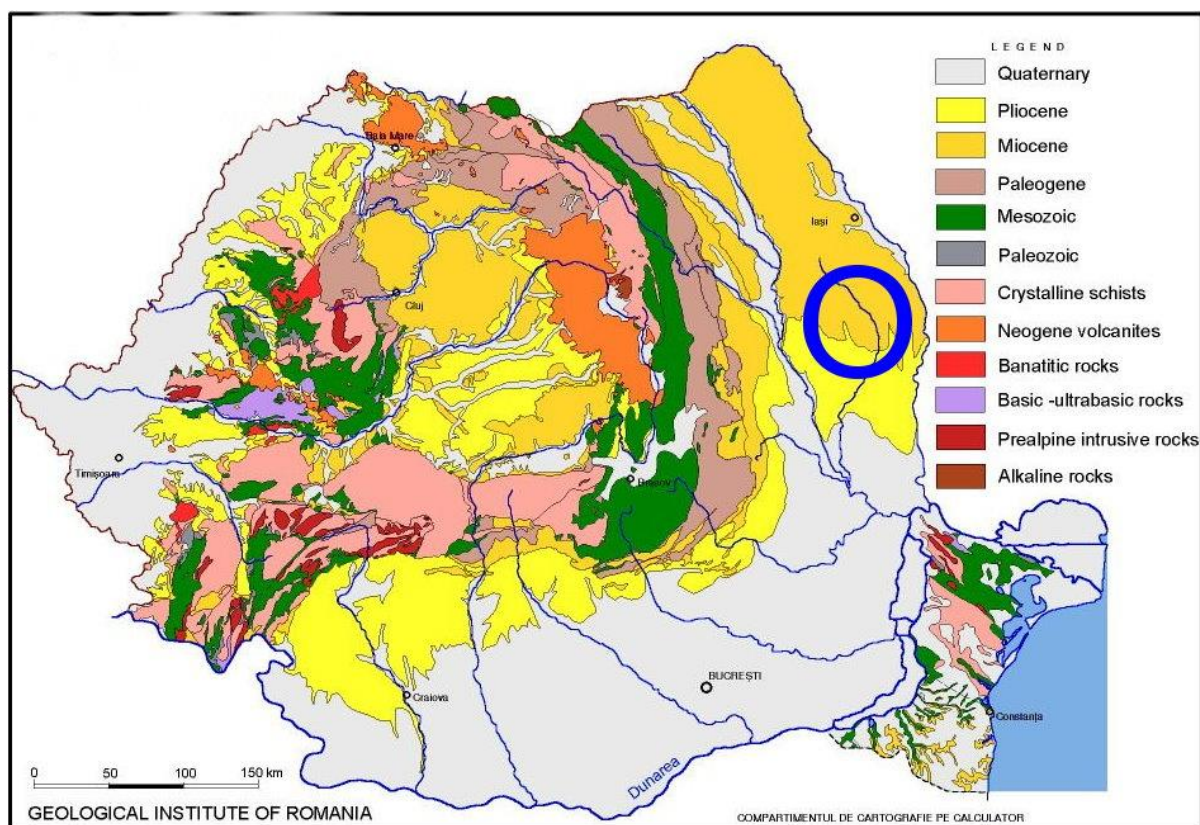 LEGEND
Quaternary
Pliocene
Miocene
Paleogene
Mesozoic
Paleozoic
Crystalline schists
Neogene volcanites
Banatitic rocks
Basic -ultrabasic rocks
Prealpine intrusive rocks
Alkaline rocks
Baia Mare
Iași
Cluj
Timișoara
Brașov
BUCREȘTI
Craiova
Constanța
Dunarea
0 50 100 150 km
GEOLOGICAL INSTITUTE OF ROMANIA
COMPARTIMENTUL DE CARTOGRAFIE PE CALCULATOR